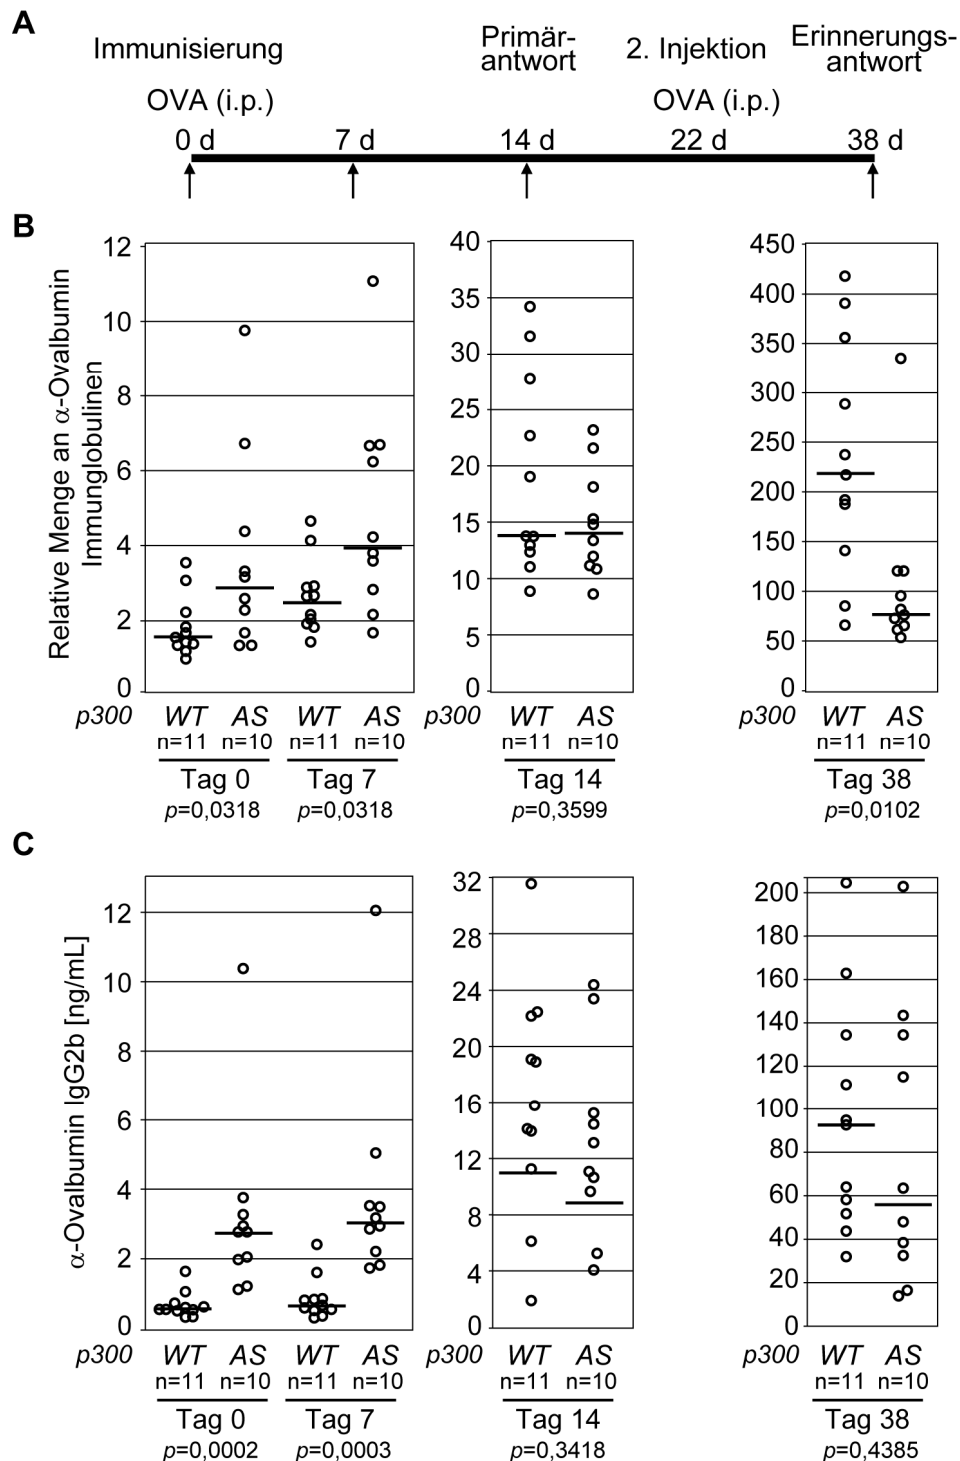 A
Immunisierung
Primär-
antwort
2. Injektion
Erinnerungs-
antwort
OVA (i.p.)
OVA (i.p.)
0 d 7 d 14 d 22 d 38 d
B
Relative Menge an α-Ovalbumin
Immunglobulinen
12
10
8
6
4
2
0
40
35
30
25
20
15
10
5
0
450
400
350
300
250
200
150
100
50
0
p300 WT AS WT AS p300 WT AS p300 WT AS
n=11 n=10 n=11 n=10 n=11 n=10 n=11 n=10
Tag 0 Tag 7 Tag 14 Tag 38
p=0,0318 p=0,0318 p=0,3599 p=0,0102
C
α-Ovalbumin IgG2b [ng/mL]
12
10
8
6
4
2
0
32
28
24
20
16
12
8
4
0
200
180
160
140
120
100
80
60
40
20
0
p300 WT AS WT AS p300 WT AS p300 WT AS
n=11 n=10 n=11 n=10 n=11 n=10 n=11 n=10
Tag 0 Tag 7 Tag 14 Tag 38
p=0,0002 p=0,0003 p=0,3418 p=0,4385